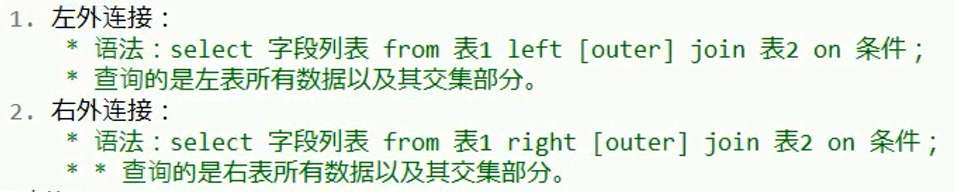 1. 左外连接：
* 语法：select 字段列表 from 表1 left [outer] join 表2 on 条件；
* 查询的是左表所有数据以及其交集部分。
2. 右外连接：
* 语法：select 字段列表 from 表1 right [outer] join 表2 on 条件；
* * 查询的是右表所有数据以及其交集部分。